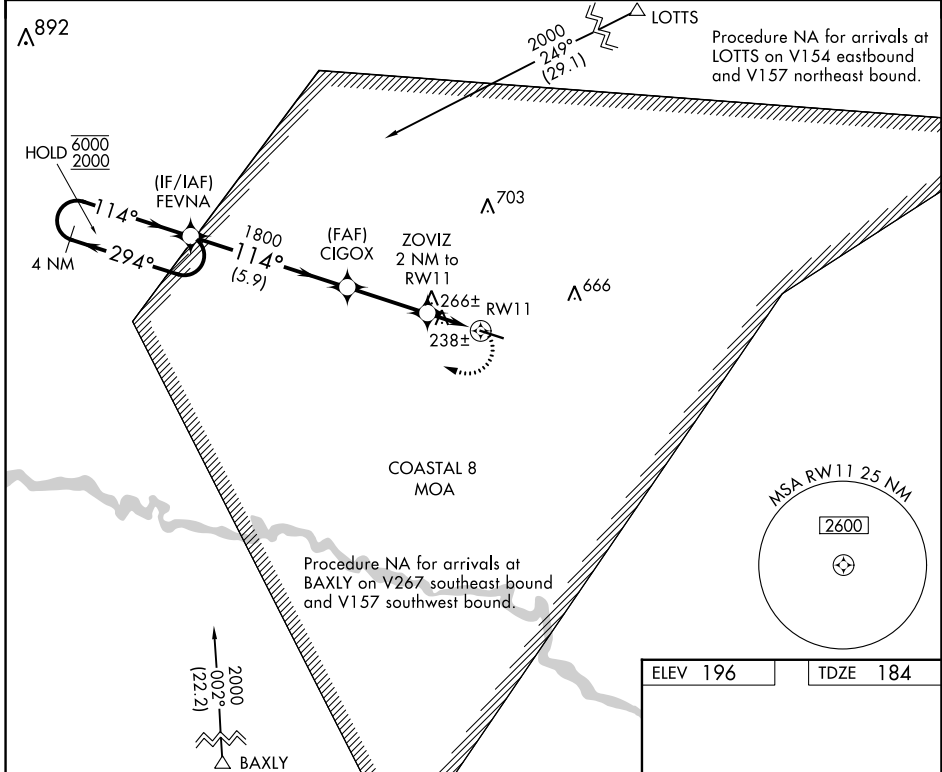 892
LOTTS
2000
249°
(29.1)
Procedure NA for arrivals at
LOTTS on V154 eastbound
and V157 northeast bound.
HOLD 6000
2000
(IF/IAF)
FEVNA
114°
294°
4 NM
1800
114°
(5.9)
(FAF)
CIGOX
ZOVIZ
2 NM to
RW11
703
666
266±
238±
RW11
COASTAL 8
MOA
MSA RW11 25 NM
2600
Procedure NA for arrivals at
BAXLY on V267 southeast bound
and V157 southwest bound.
2000
002°
(22.2)
BAXLY
ELEV 196
TDZE 184